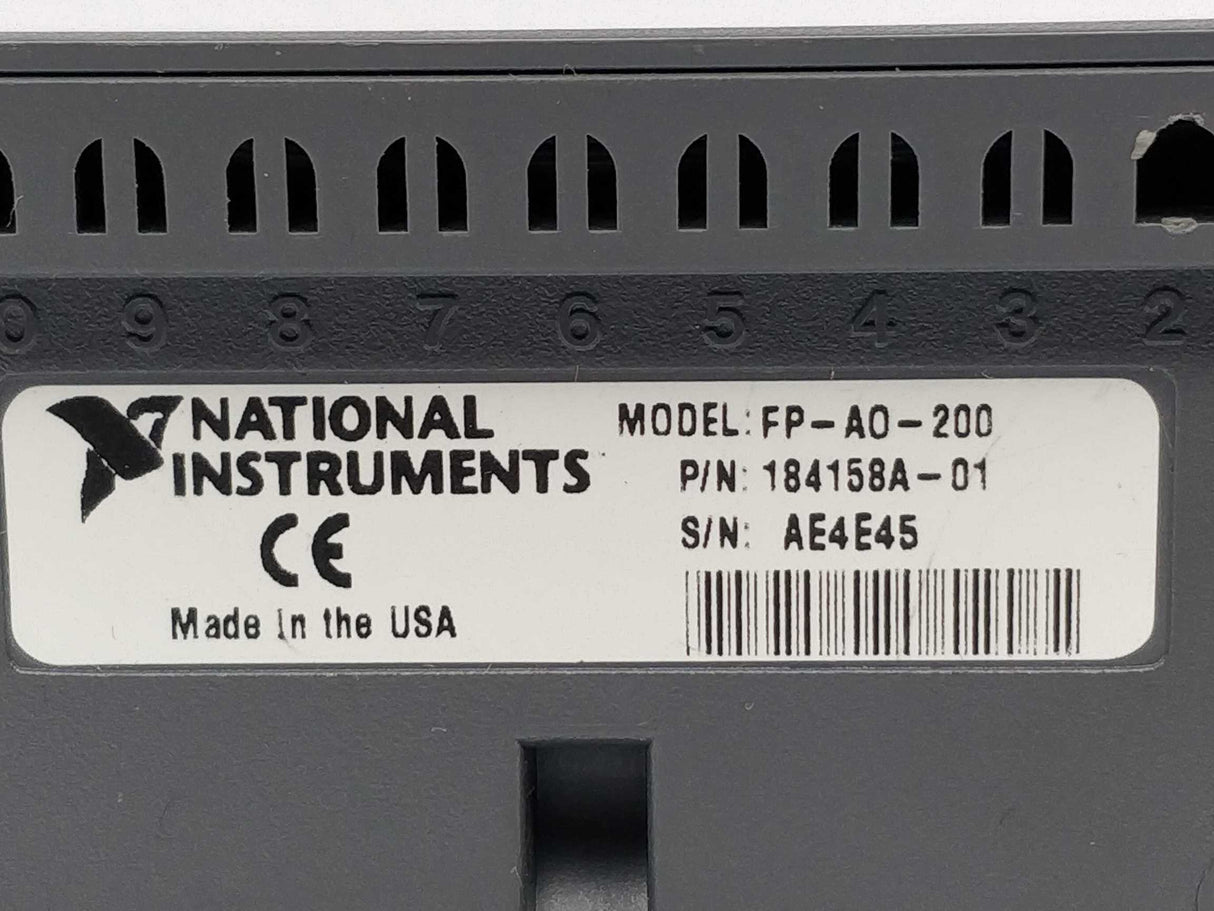 0 9 8 7 6 5 4 3 2
NATIONAL
INSTRUMENTS
CE
Made in the USA
MODEL: FP-AO-200
P/N: 184158A-01
S/N: AE4E45